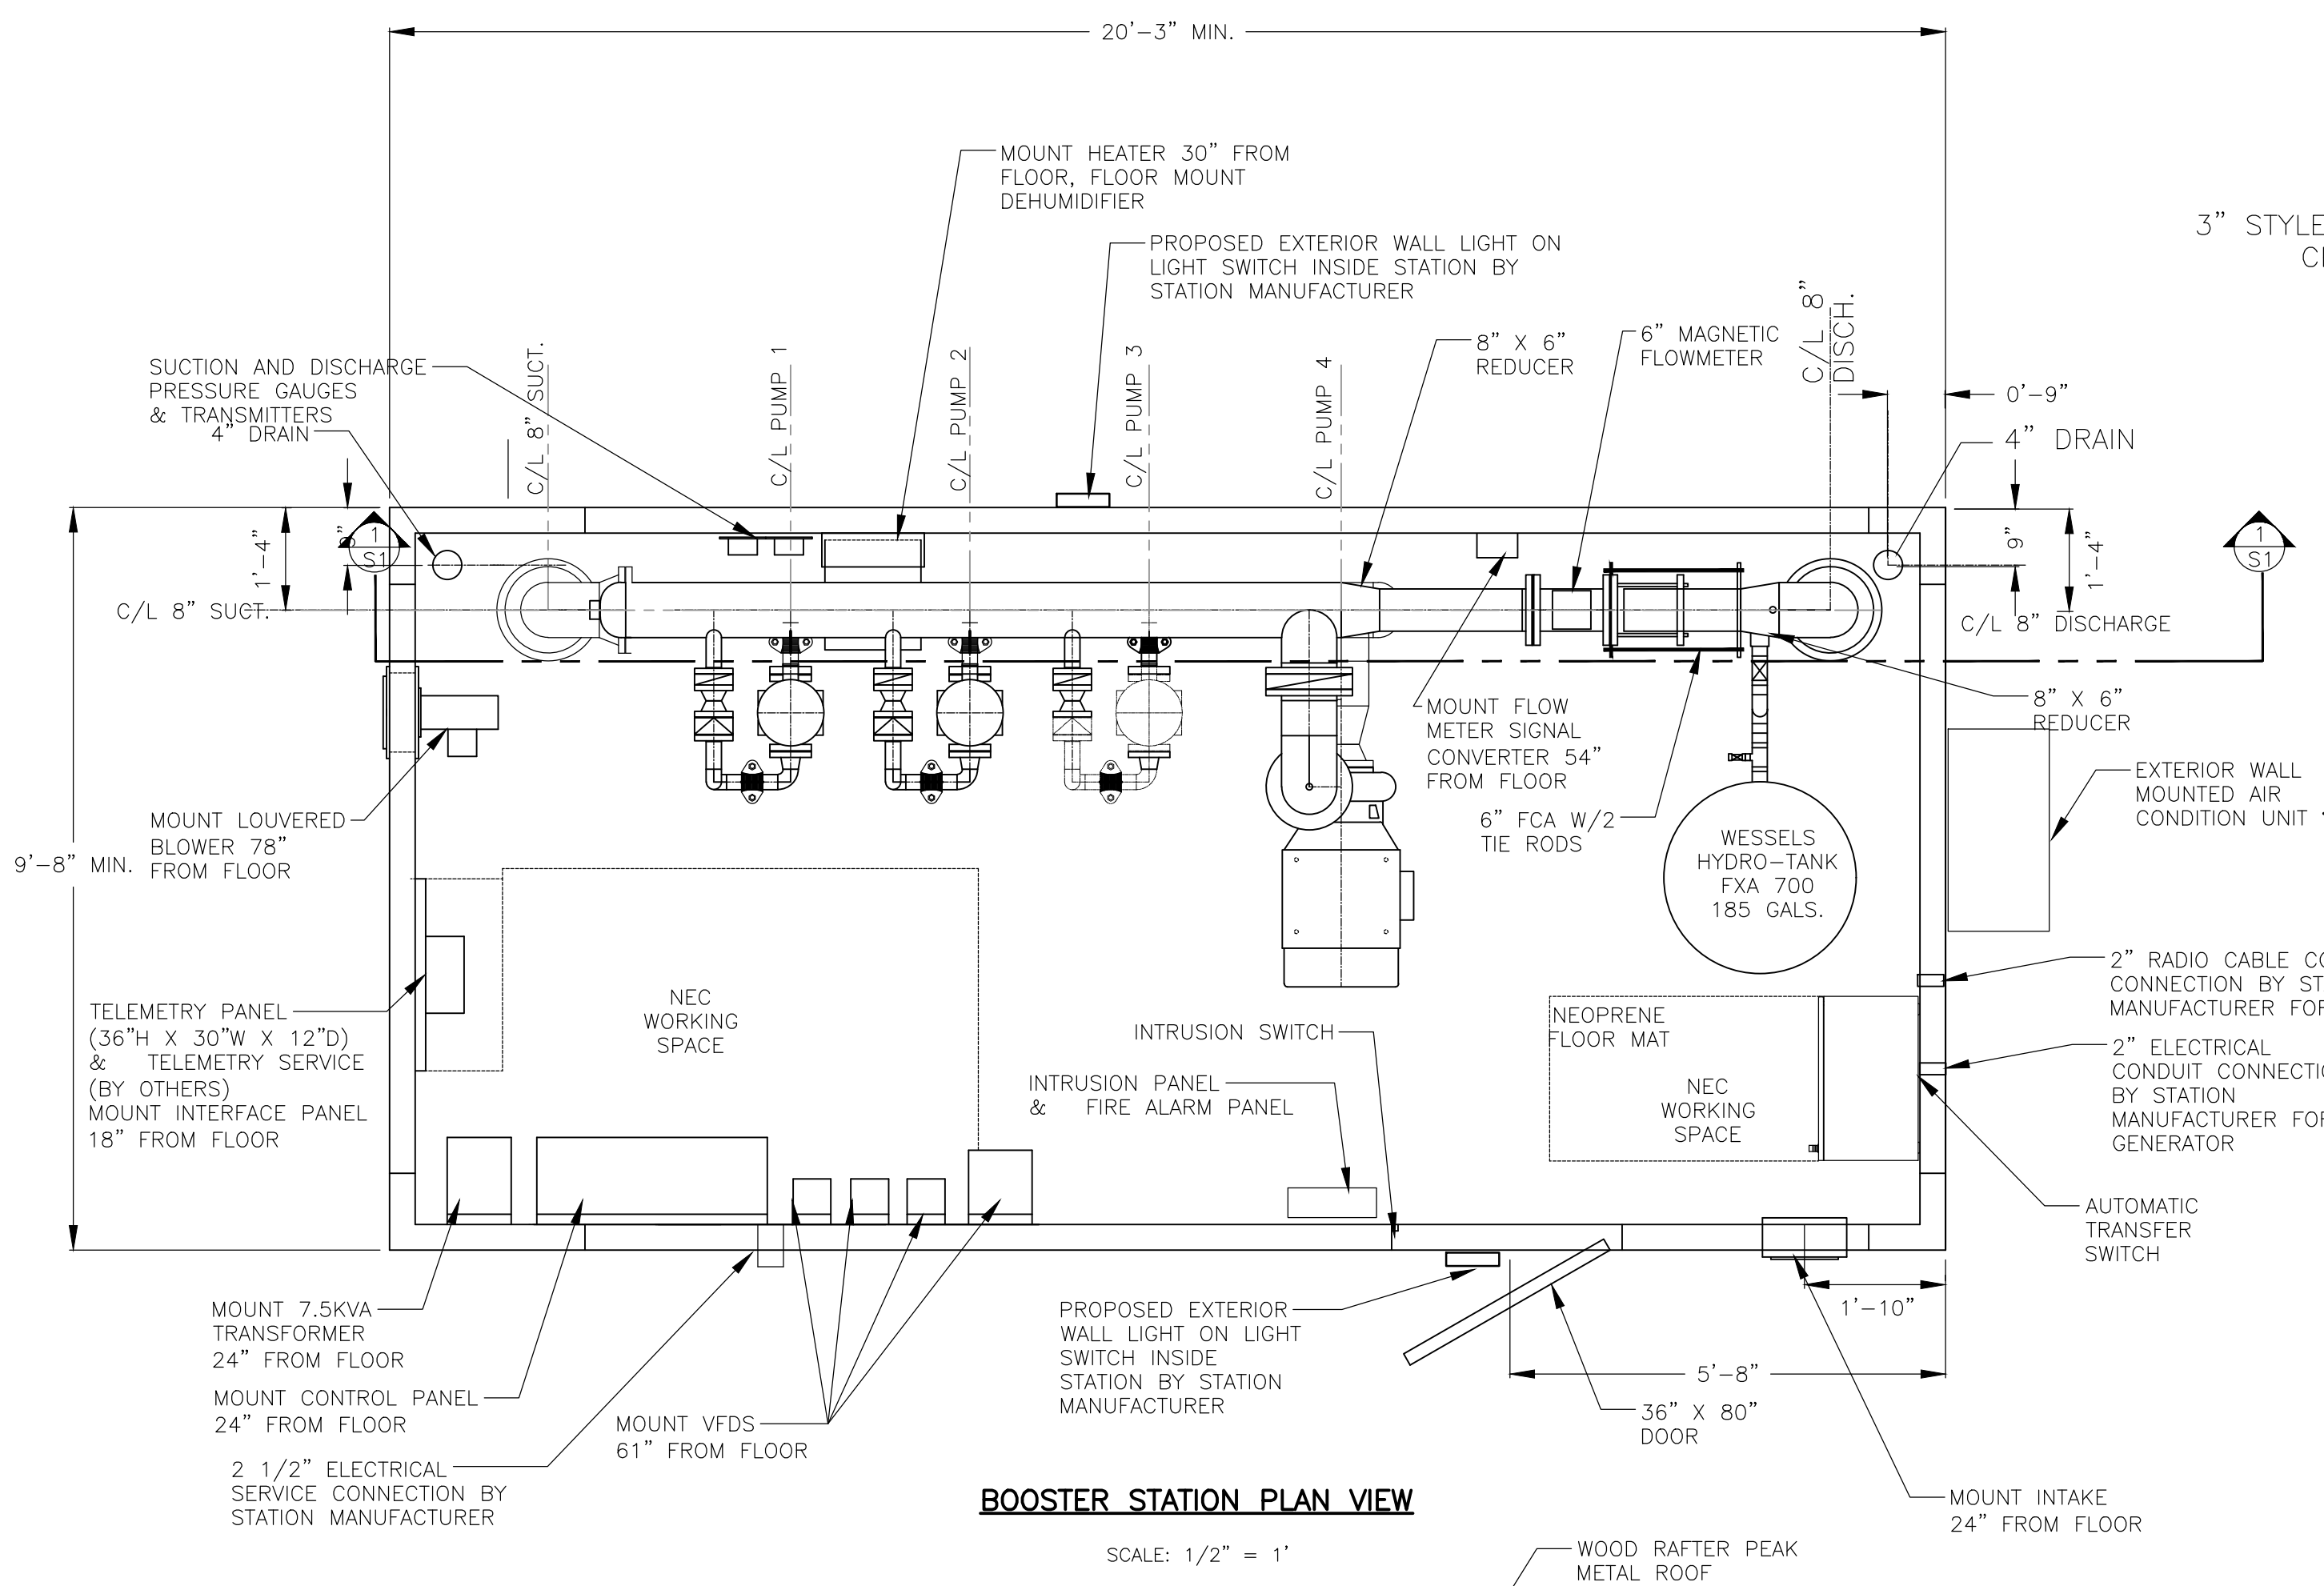 20'-3" MIN.
MOUNT HEATER 30" FROM
FLOOR, FLOOR MOUNT
DEHUMIDIFIER
PROPOSED EXTERIOR WALL LIGHT ON
LIGHT SWITCH INSIDE STATION BY
STATION MANUFACTURER
3" STYLE
SUCTION AND DISCHARGE
PRESSURE GAUGES
& TRANSMITTERS
4" DRAIN
C/L 8" SUCT.
C/L PUMP 1
C/L PUMP 2
C/L PUMP 3
C/L PUMP 4
8" X 6"
REDUCER
6" MAGNETIC
FLOWMETER
C/L 8"
DISCH.
0'-9"
4" DRAIN
1
S1
1'-4"
C/L 8" SUCT.
9"
1'-4"
1
S1
C/L 8" DISCHARGE
8" X 6"
REDUCER
MOUNT FLOW
METER SIGNAL
CONVERTER 54"
FROM FLOOR
6" FCA W/2
TIE RODS
WESSELS
HYDRO-TANK
FXA 700
185 GALS.
EXTERIOR WALL
MOUNTED AIR
CONDITION UNIT
MOUNT LOUVERED
BLOWER 78"
FROM FLOOR
9'-8" MIN.
TELEMETRY PANEL
(36"H X 30"W X 12"D)
& TELEMETRY SERVICE
(BY OTHERS)
MOUNT INTERFACE PANEL
18" FROM FLOOR
NEC
WORKING
SPACE
INTRUSION SWITCH
INTRUSION PANEL
& FIRE ALARM PANEL
NEOPRENE
FLOOR MAT
NEC
WORKING
SPACE
2" RADIO CABLE
CONNECTION BY
MANUFACTURER
2" ELECTRICAL
CONDUIT
BY STATION
MANUFACTURER
GENERATOR
AUTOMATIC
TRANSFER
SWITCH
MOUNT 7.5KVA
TRANSFORMER
24" FROM FLOOR
MOUNT CONTROL PANEL
24" FROM FLOOR
2 1/2" ELECTRICAL
SERVICE CONNECTION BY
STATION MANUFACTURER
MOUNT VFDS
61" FROM FLOOR
PROPOSED EXTERIOR
WALL LIGHT ON LIGHT
SWITCH INSIDE
STATION BY STATION
MANUFACTURER
1'-10"
5'-8"
36" X 80"
DOOR
MOUNT INTAKE
24" FROM FLOOR
BOOSTER STATION PLAN VIEW
SCALE: 1/2" = 1'
WOOD RAFTER PEAK
METAL ROOF